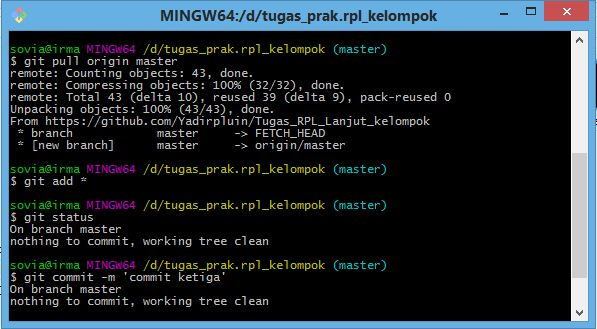 MINGW64:/d/tugas_prak.rpl_kelompok
sovia@irma MINGW64 /d/tugas_prak.rpl_kelompok (master)
$ git pull origin master
remote: Counting objects: 43, done.
remote: Compressing objects: 100% (32/32), done.
remote: Total 43 (delta 10), reused 39 (delta 9), pack-reused 0
Unpacking objects: 100% (43/43), done.
From https://github.com/Yadirpluin/Tugas_RPL_Lanjut_kelompok
 * branch            master     -> FETCH_HEAD
 * [new branch]      master     -> origin/master
sovia@irma MINGW64 /d/tugas_prak.rpl_kelompok (master)
$ git add *
sovia@irma MINGW64 /d/tugas_prak.rpl_kelompok (master)
$ git status
On branch master
nothing to commit, working tree clean
sovia@irma MINGW64 /d/tugas_prak.rpl_kelompok (master)
$ git commit -m 'commit ketiga'
On branch master
nothing to commit, working tree clean